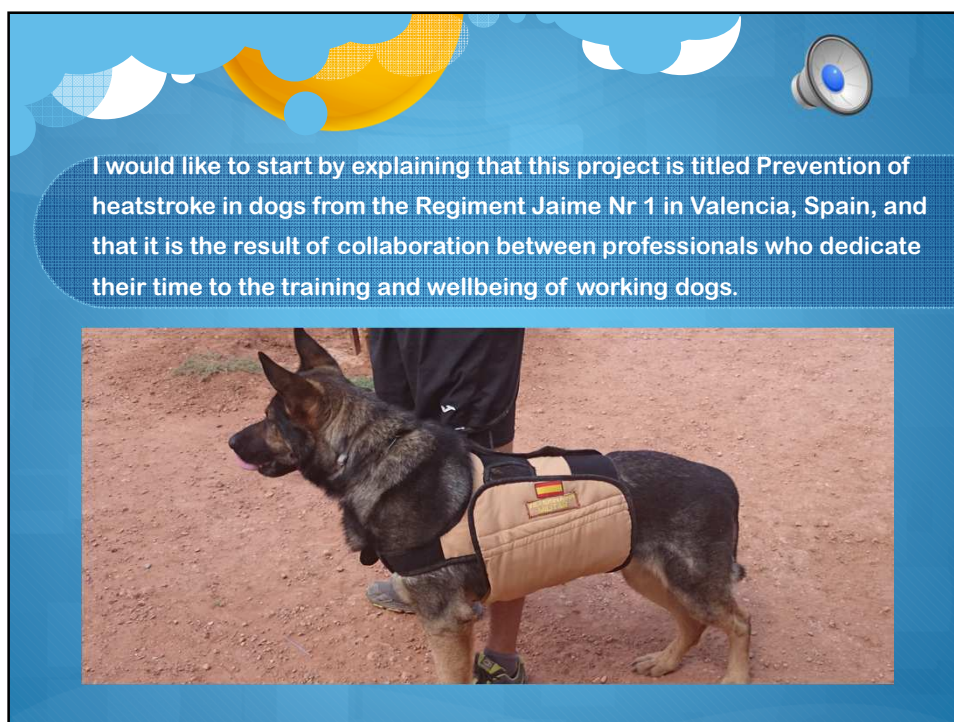 I would like to start by explaining that this project is titled Prevention of
heatstroke in dogs from the Regiment Jaime Nr 1 in Valencia, Spain, and
that it is the result of collaboration between professionals who dedicate
their time to the training and wellbeing of working dogs.